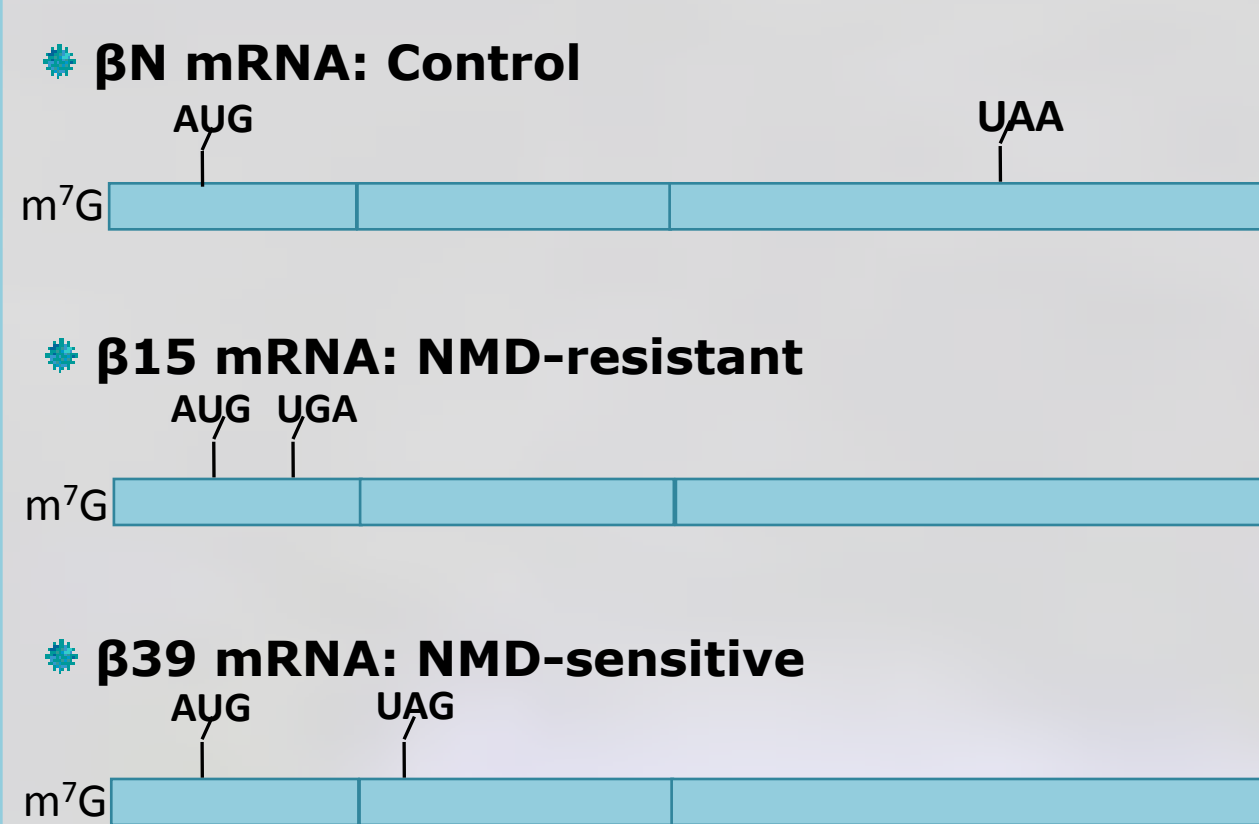 βN mRNA: Control
AUG UAA
m⁷G
β15 mRNA: NMD-resistant
AUG UGA
m⁷G
β39 mRNA: NMD-sensitive
AUG UAG
m⁷G